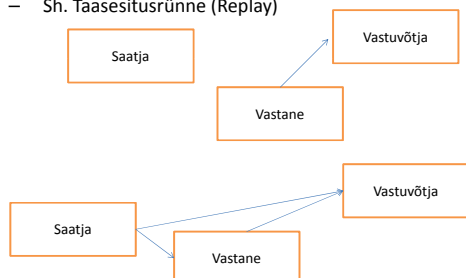 – Sh. Taasesitusrünne (Replay)
Vastuvõtja
Saatja
Vastane
Vastuvõtja
Saatja
Vastane